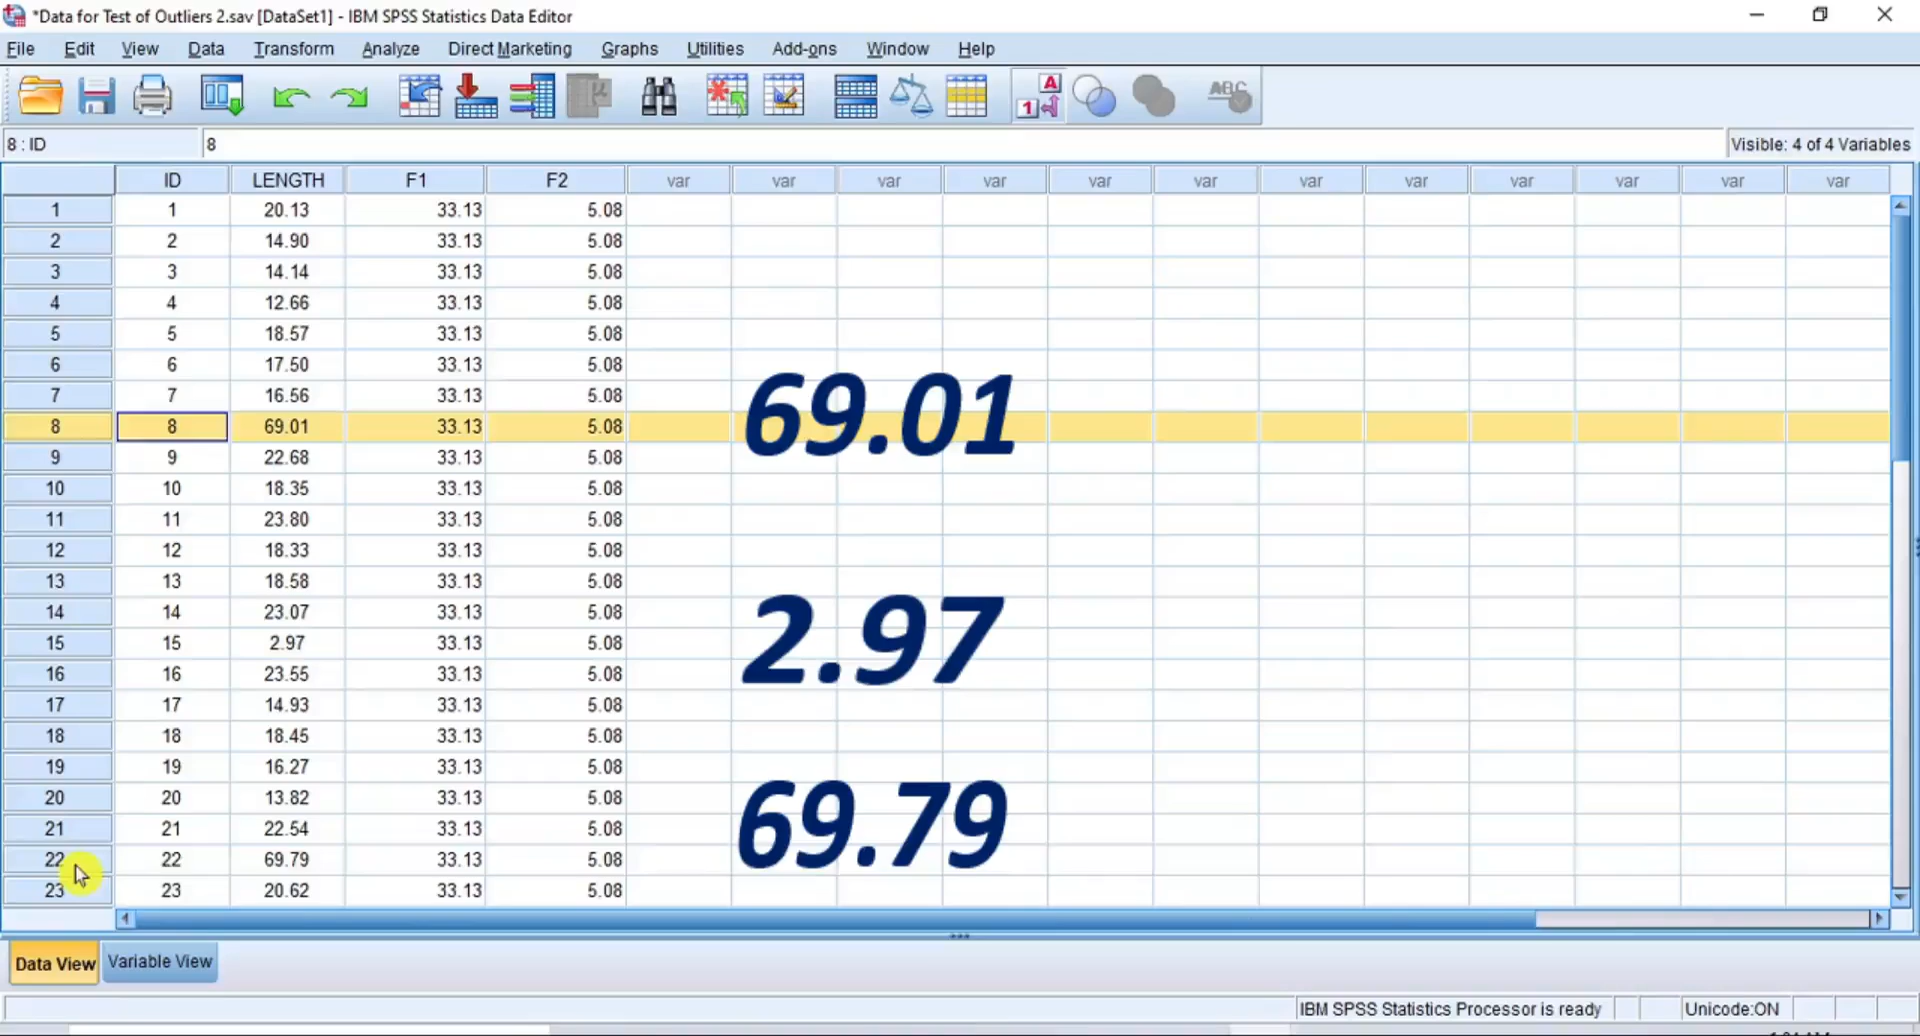 *Data for Test of Outliers 2.sav [DataSet1] - IBM SPSS Statistics Data Editor
File Edit View Data Transform Analyze Direct Marketing Graphs Utilities Add-ons Window Help
A
1
ABC
8 : ID 8 Visible: 4 of 4 Variables
ID LENGTH F1 F2 var var var var var var var var var var var var
1 1 20.13 33.13 5.08
2 2 14.90 33.13 5.08
3 3 14.14 33.13 5.08
4 4 12.66 33.13 5.08
5 5 18.57 33.13 5.08
6 6 17.50 33.13 5.08
7 7 16.56 33.13 5.08
8 8 69.01 33.13 5.08 69.01
9 9 22.68 33.13 5.08
10 10 18.35 33.13 5.08
11 11 23.80 33.13 5.08
12 12 18.33 33.13 5.08
13 13 18.58 33.13 5.08
14 14 23.07 33.13 5.08
15 15 2.97 33.13 5.08 2.97
16 16 23.55 33.13 5.08
17 17 14.93 33.13 5.08
18 18 18.45 33.13 5.08
19 19 16.27 33.13 5.08
20 20 13.82 33.13 5.08
21 21 22.54 33.13 5.08 69.79
22 22 69.79 33.13 5.08
23 23 20.62 33.13 5.08
Data View Variable View
IBM SPSS Statistics Processor is ready Unicode:ON